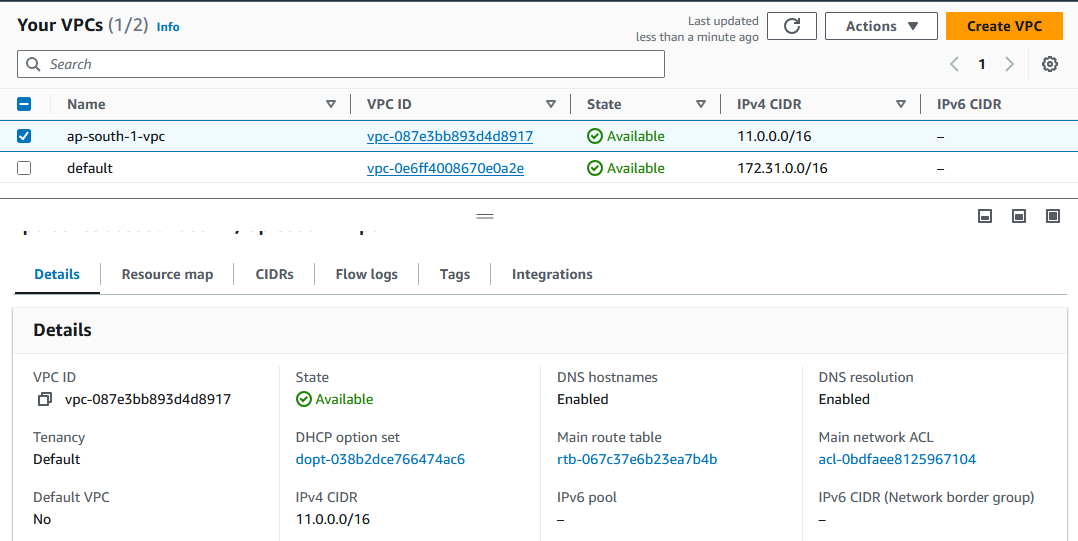 Your VPCs (1/2) Info
Last updated
less than a minute ago
Actions
Create VPC
Search
1
Name VPC ID State IPv4 CIDR IPv6 CIDR
ap-south-1-vpc vpc-087e3bb893d4d8917 Available 11.0.0.0/16 –
default vpc-0e6ff4008670e0a2e Available 172.31.0.0/16 –
Details Resource map CIDRs Flow logs Tags Integrations
Details
VPC ID State DNS hostnames DNS resolution
vpc-087e3bb893d4d8917 Available Enabled Enabled
Tenancy DHCP option set Main route table Main network ACL
Default dopt-038b2dce766474ac6 rtb-067c37e6b23ea7b4b acl-0bdfaee8125967104
Default VPC IPv4 CIDR IPv6 pool IPv6 CIDR (Network border group)
No 11.0.0.0/16 – –